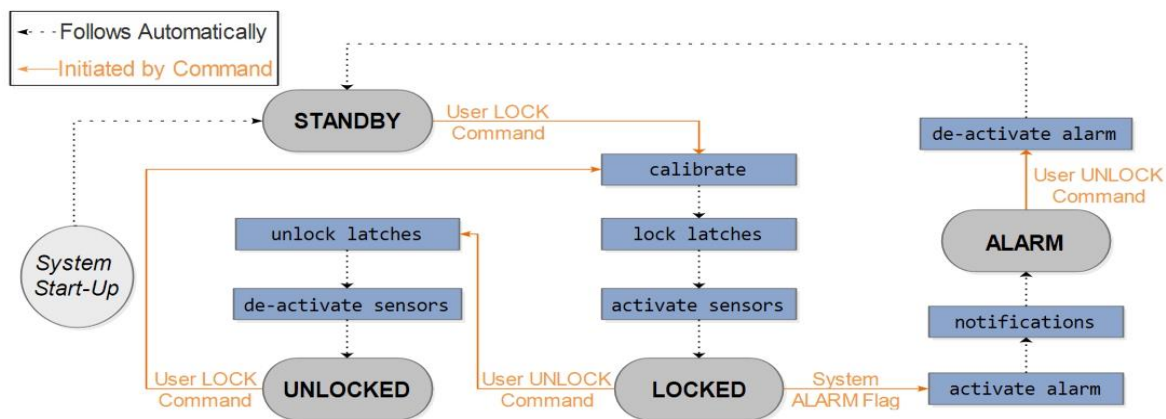 Follows Automatically
Initiated by Command
STANDBY
User LOCK
Command
de-activate alarm
calibrate
User UNLOCK
Command
unlock latches
lock latches
ALARM
System
Start-Up
de-activate sensors
activate sensors
notifications
User LOCK
Command
UNLOCKED
User UNLOCK
Command
LOCKED
System
ALARM Flag
activate alarm